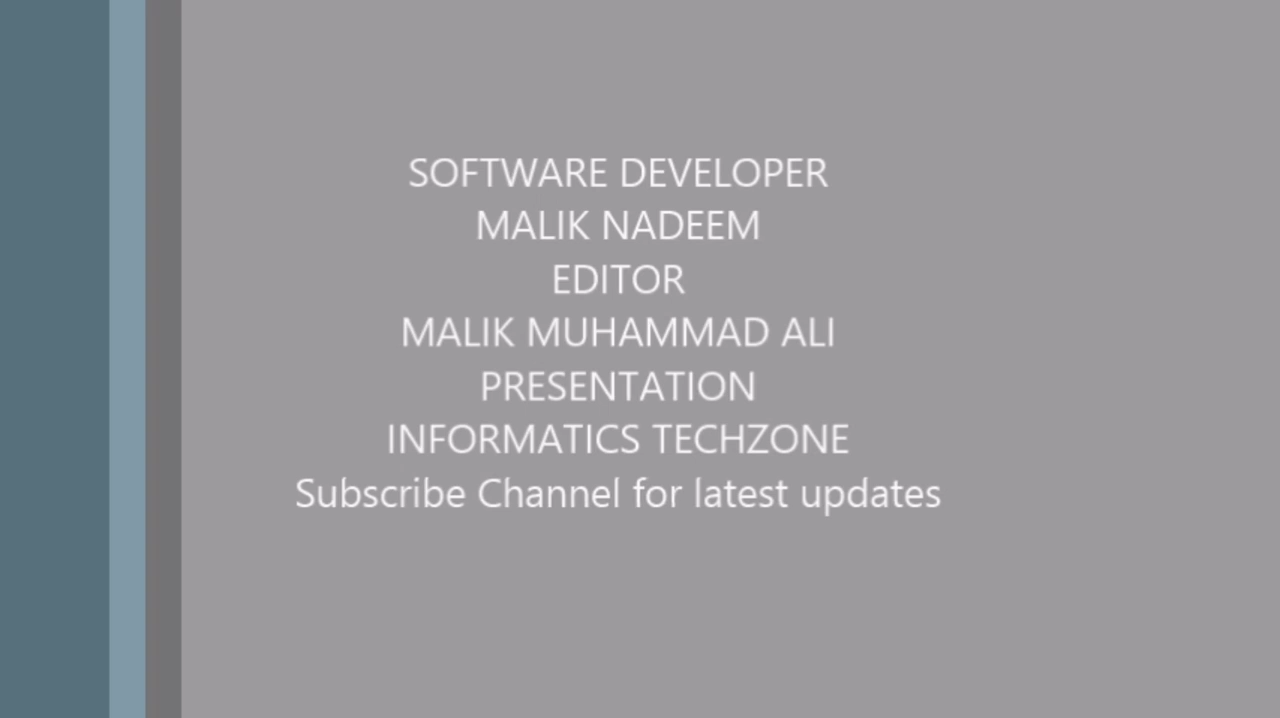 SOFTWARE DEVELOPER
MALIK NADEEM
EDITOR
MALIK MUHAMMAD ALI
PRESENTATION
INFORMATICS TECHZONE
Subscribe Channel for latest updates